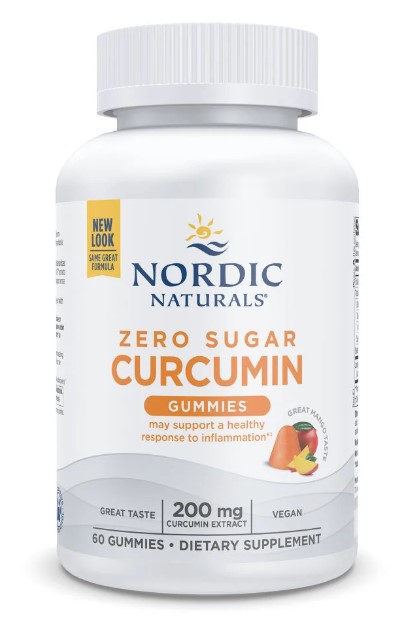 NEW
LOOK
SAME GREAT
FORMULA
NORDIC
NATURALS®
ZERO SUGAR
CURCUMIN
GUMMIES
may support a healthy
response to inflammation*‡
GREAT MANGO TASTE
GREAT TASTE
200 mg
CURCUMIN EXTRACT
VEGAN
60 GUMMIES • DIETARY SUPPLEMENT